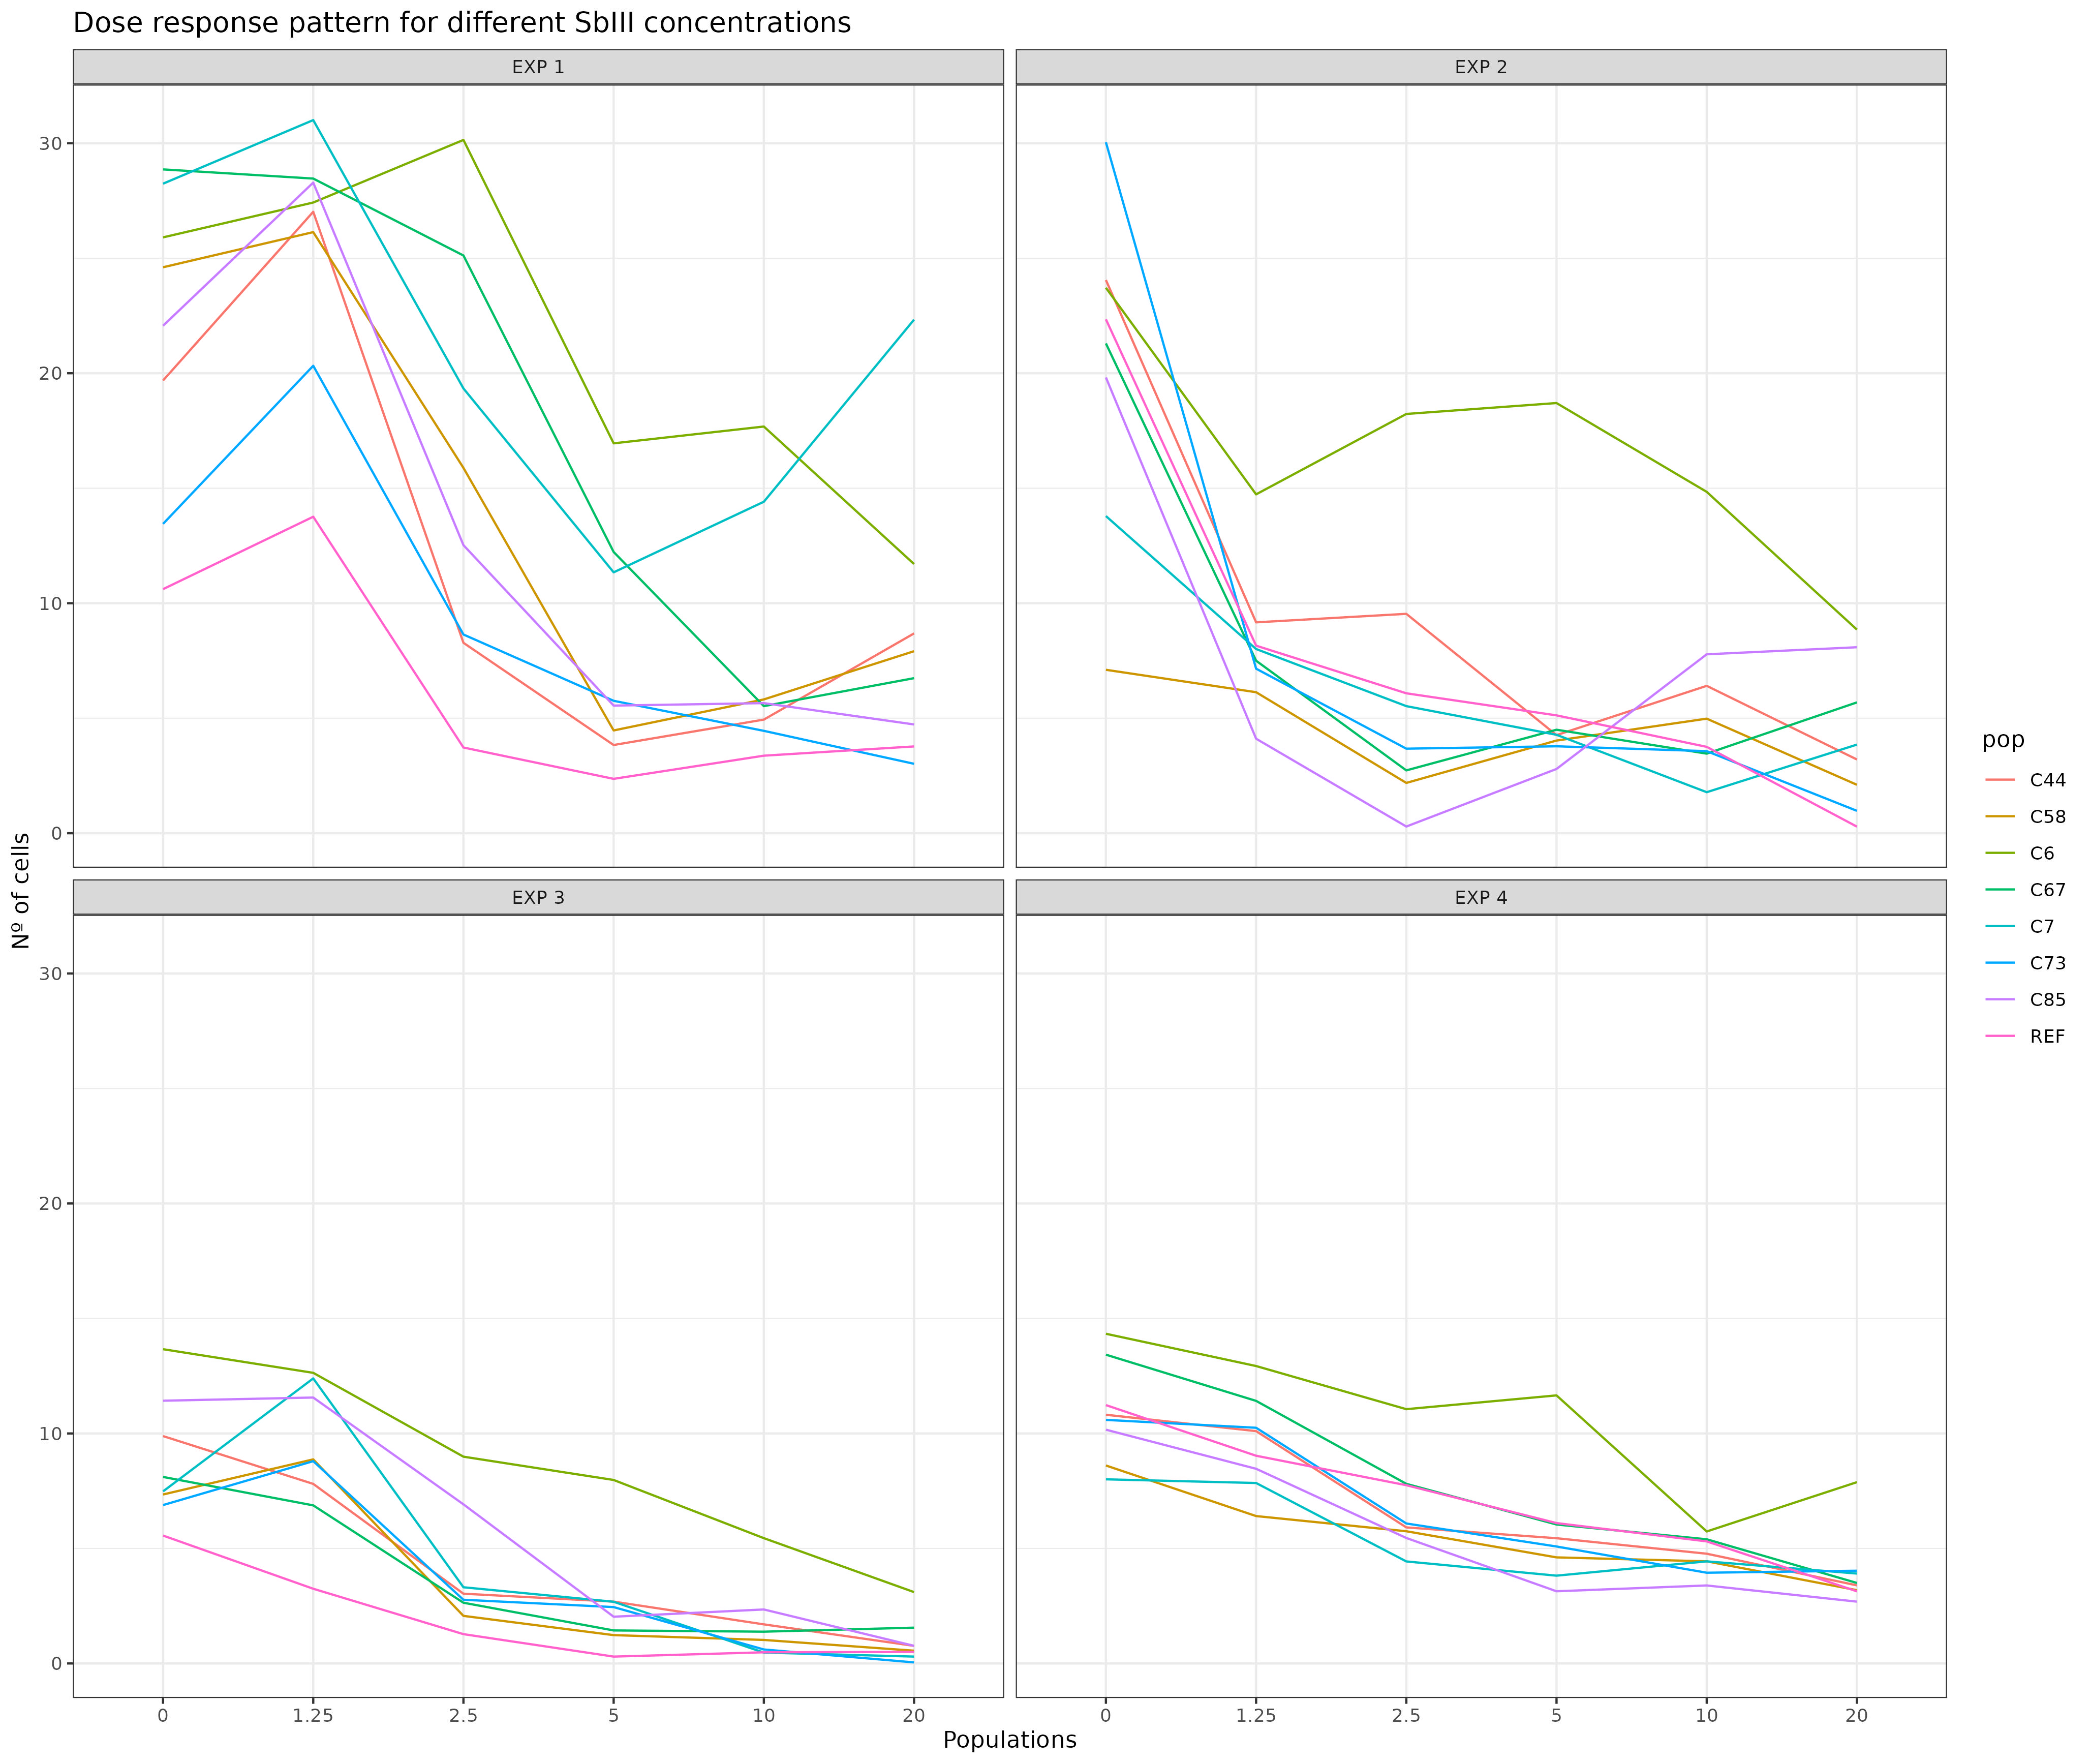 Dose response pattern for different SbIII concentrations
EXP 1
EXP 2
30
20
10
0
EXP 3
EXP 4
30
20
10
0
0 1.25 2.5 5 10 20
0 1.25 2.5 5 10 20
Populations
Nº of cells
pop
C44
C58
C6
C67
C7
C73
C85
REF